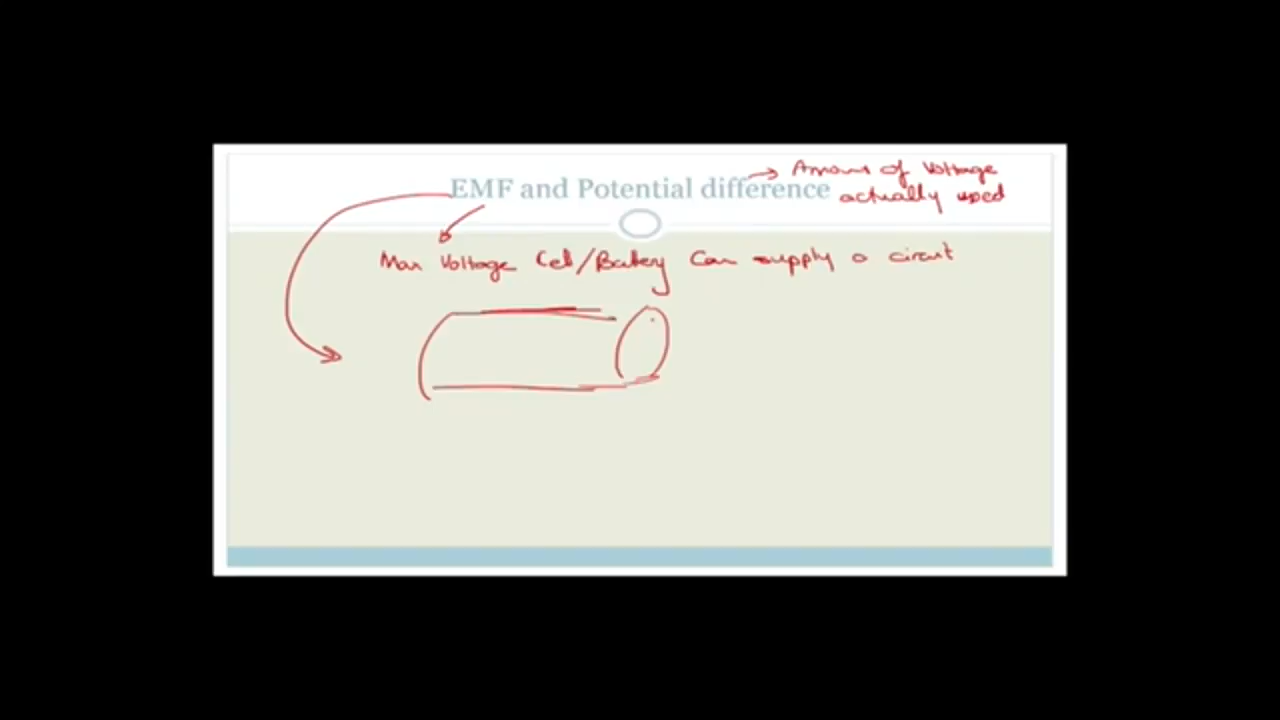 → Amount of Voltage
EMF and Potential difference
actually used
Max Voltage Cell/Battery Can supply a circuit